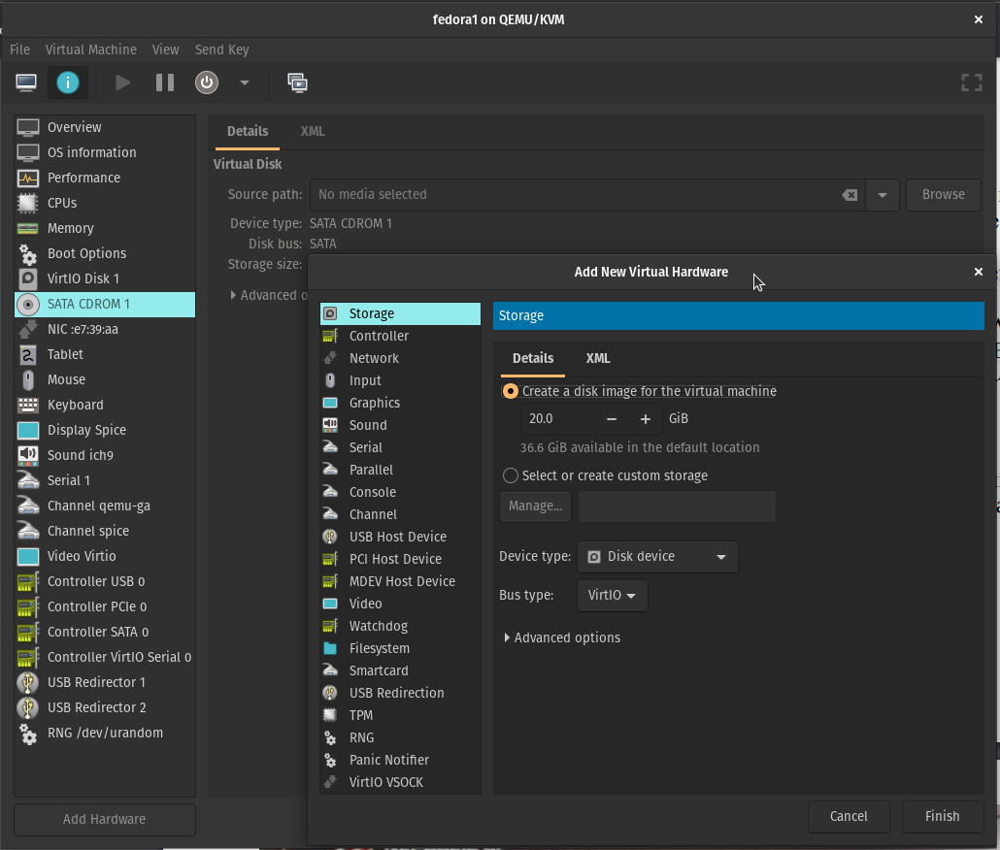 fedora1 on QEMU/KVM
File Virtual Machine View Send Key
Overview
OS information
Performance
CPUs
Memory
Boot Options
VirtIO Disk 1
SATA CDROM 1
NIC :e7:39:aa
Tablet
Mouse
Keyboard
Display Spice
Sound ich9
Serial 1
Channel qemu-ga
Channel spice
Video Virtio
Controller USB 0
Controller PCIe 0
Controller SATA 0
Controller VirtIO Serial 0
USB Redirector 1
USB Redirector 2
RNG /dev/urandom
Add Hardware
Details XML
Virtual Disk
Source path: No media selected Browse
Device type: SATA CDROM 1
Disk bus: SATA
Storage size:
Advanced o
Add New Virtual Hardware
Storage
Controller
Network
Input
Graphics
Sound
Serial
Parallel
Console
Channel
USB Host Device
PCI Host Device
MDEV Host Device
Video
Watchdog
Filesystem
Smartcard
USB Redirection
TPM
RNG
Panic Notifier
VirtIO VSOCK
Storage
Details XML
Create a disk image for the virtual machine
20.0 − + GiB
36.6 GiB available in the default location
Select or create custom storage
Manage...
Device type: Disk device
Bus type: VirtIO
Advanced options
Cancel Finish